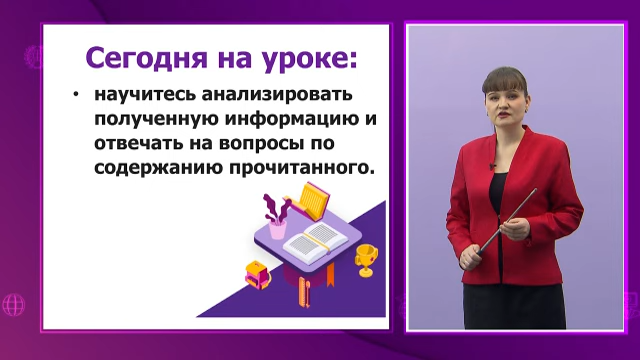 Сегодня на уроке:
• научитесь анализировать
полученную информацию и
отвечать на вопросы по
содержанию прочитанного.